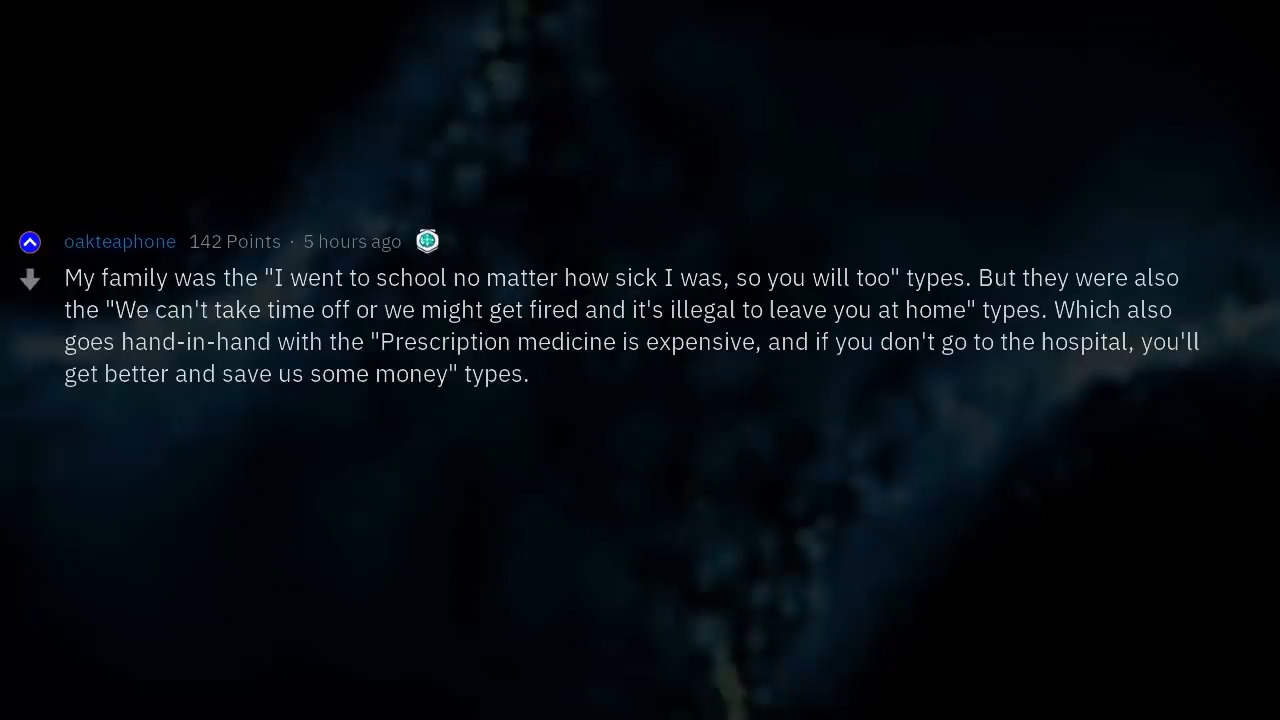 oakteaphone 142 Points · 5 hours ago
My family was the "I went to school no matter how sick I was, so you will too" types. But they were also
the "We can't take time off or we might get fired and it's illegal to leave you at home" types. Which also
goes hand-in-hand with the "Prescription medicine is expensive, and if you don't go to the hospital, you'll
get better and save us some money" types.